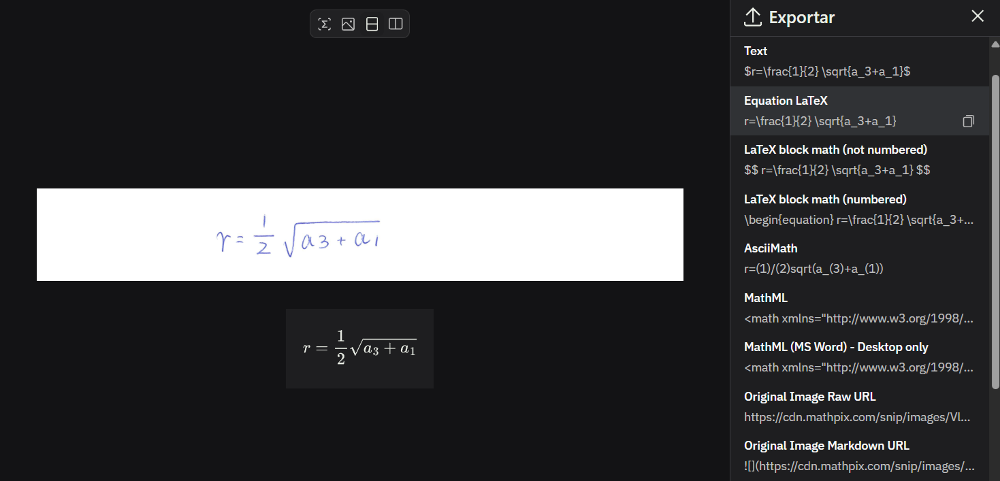 Exportar
Text
$r=\frac{1}{2} \sqrt{a_3+a_1}$
Equation LaTeX
r=\frac{1}{2} \sqrt{a_3+a_1}
LaTeX block math (not numbered)
$$ r=\frac{1}{2} \sqrt{a_3+a_1} $$
LaTeX block math (numbered)
\begin{equation} r=\frac{1}{2} \sqrt{a_3+...
AsciiMath
r=(1)/(2)sqrt(a_(3)+a_(1))
MathML
<math xmlns="http://www.w3.org/1998/...
MathML (MS Word) - Desktop only
<math xmlns="http://www.w3.org/1998/...
Original Image Raw URL
https://cdn.mathpix.com/snip/images/Vl...
Original Image Markdown URL
![](https://cdn.mathpix.com/snip/images/...
r = 1/2 √(a3 + a1)
r = 1/2 √(a₃ + a₁)